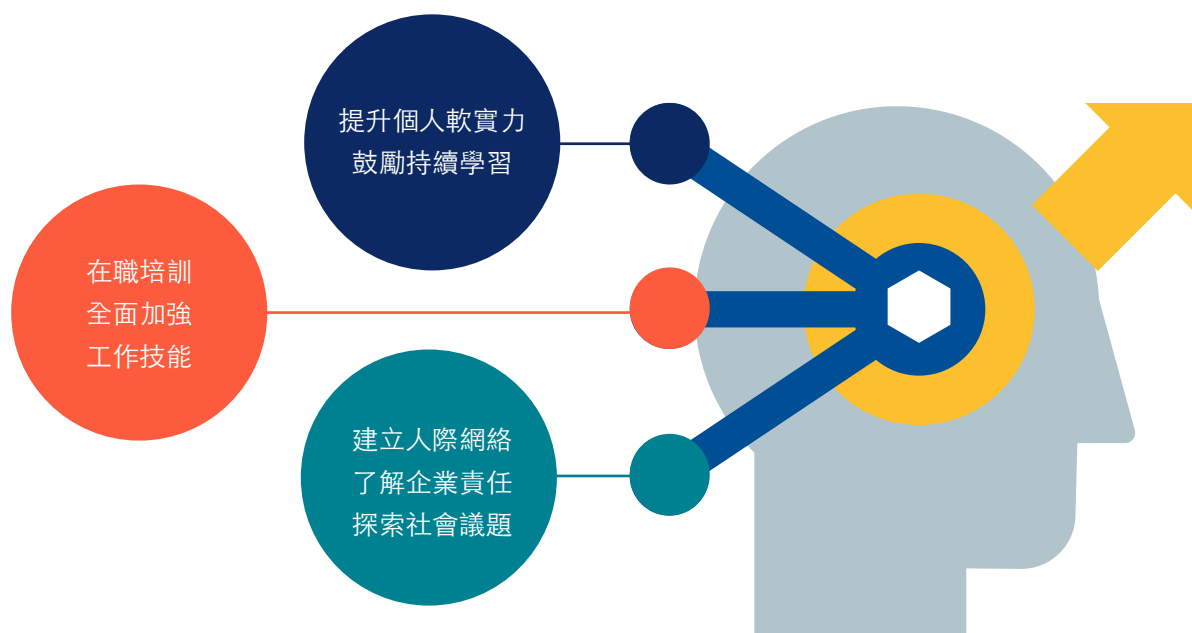 提升個人軟實力
鼓勵持續學習
在職培訓
全面加強
工作技能
建立人際網絡
了解企業責任
探索社會議題